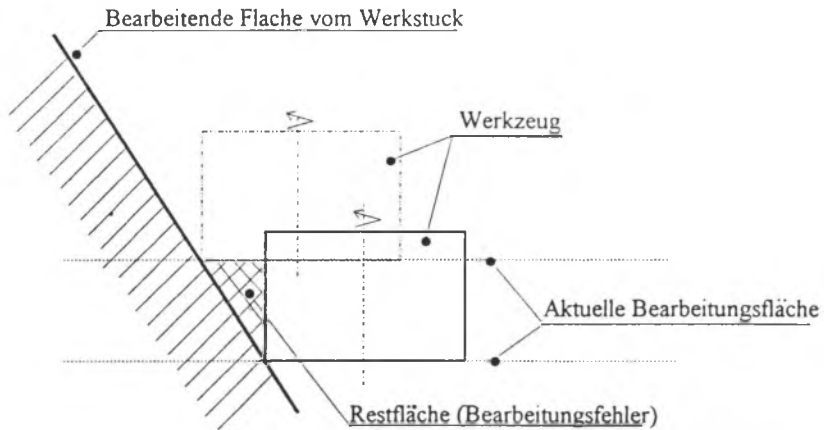 Bearbeitende Flache vom Werkstuck
Werkzeug
Aktuelle Bearbeitungsfläche
Restfläche (Bearbeitungsfehler)